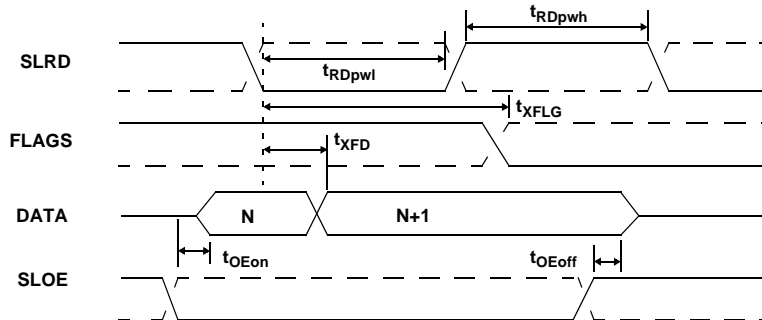 tRDpwh
SLRD
tRDpwl
tXFLG
FLAGS
tXFD
DATA
N
N+1
tOEon
tOEoff
SLOE